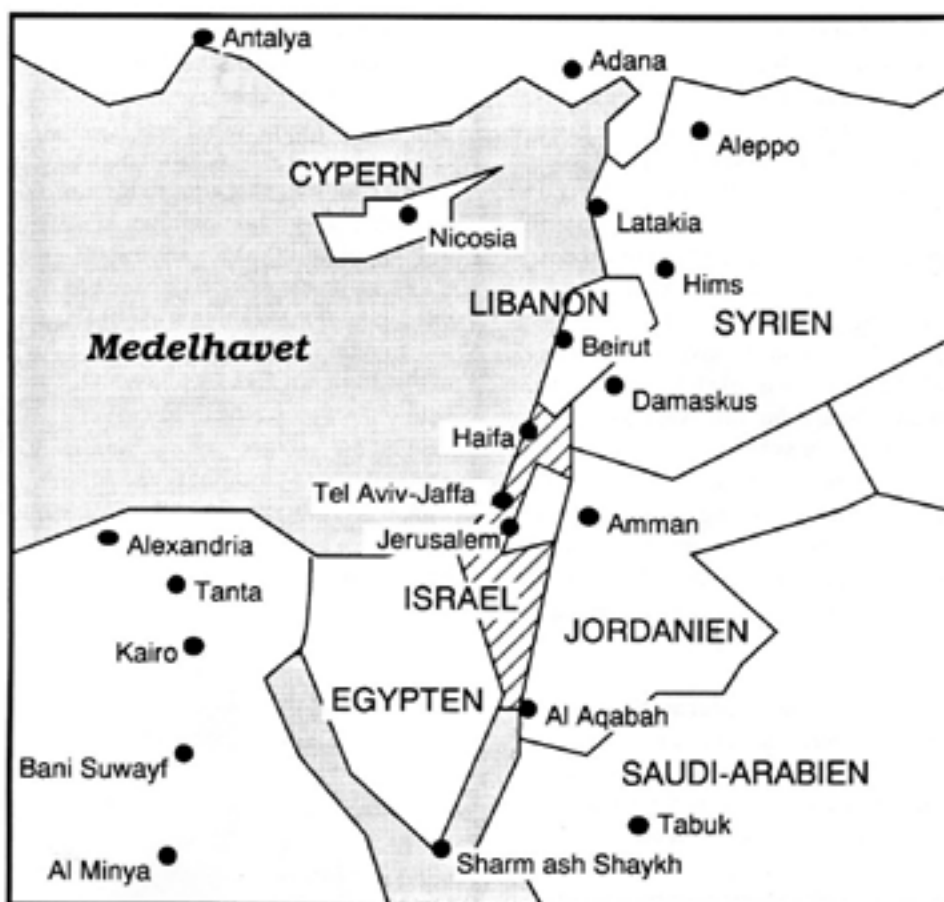 Antalya
Adana
Aleppo
CYPERN
Nicosia
Latakia
Hims
LIBANON
SYRIEN
Beirut
Medelhavet
Damaskus
Haifa
Tel Aviv-Jaffa
Amman
Jerusalem
Alexandria
Tanta
ISRAEL
JORDANIEN
Kairo
EGYPTEN
Al Aqabah
Bani Suwayf
SAUDI-ARABIEN
Tabuk
Sharm ash Shaykh
Al Minya